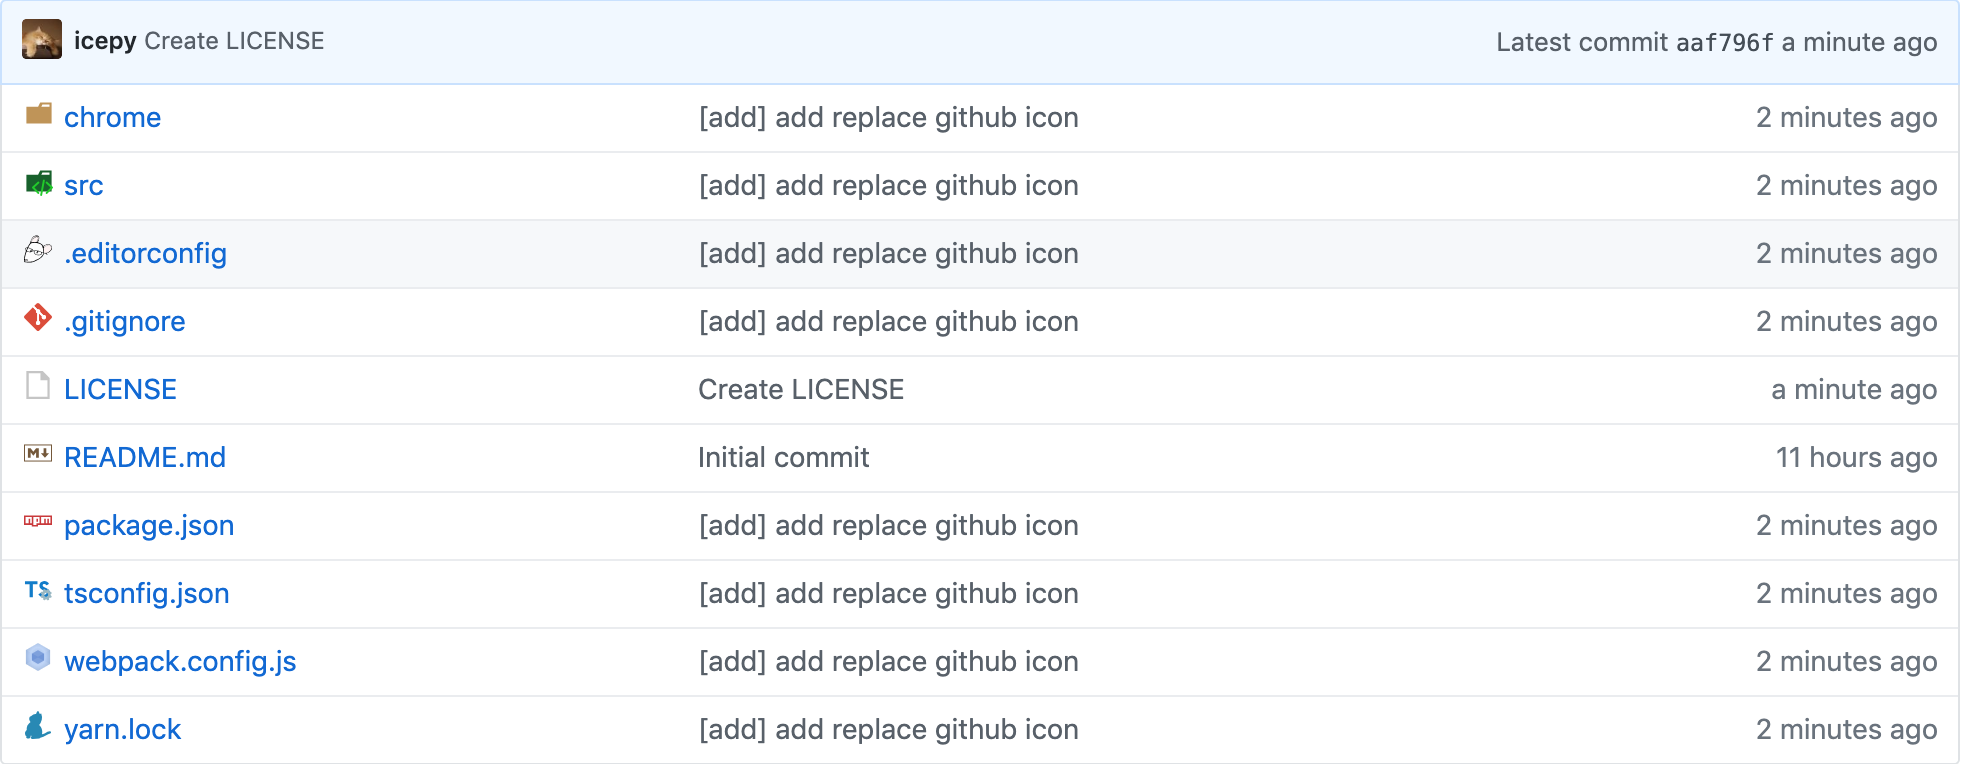 icepy Create LICENSE Latest commit aaf796f a minute ago
chrome [add] add replace github icon 2 minutes ago
src [add] add replace github icon 2 minutes ago
.editorconfig [add] add replace github icon 2 minutes ago
.gitignore [add] add replace github icon 2 minutes ago
LICENSE Create LICENSE a minute ago
README.md Initial commit 11 hours ago
package.json [add] add replace github icon 2 minutes ago
tsconfig.json [add] add replace github icon 2 minutes ago
webpack.config.js [add] add replace github icon 2 minutes ago
yarn.lock [add] add replace github icon 2 minutes ago